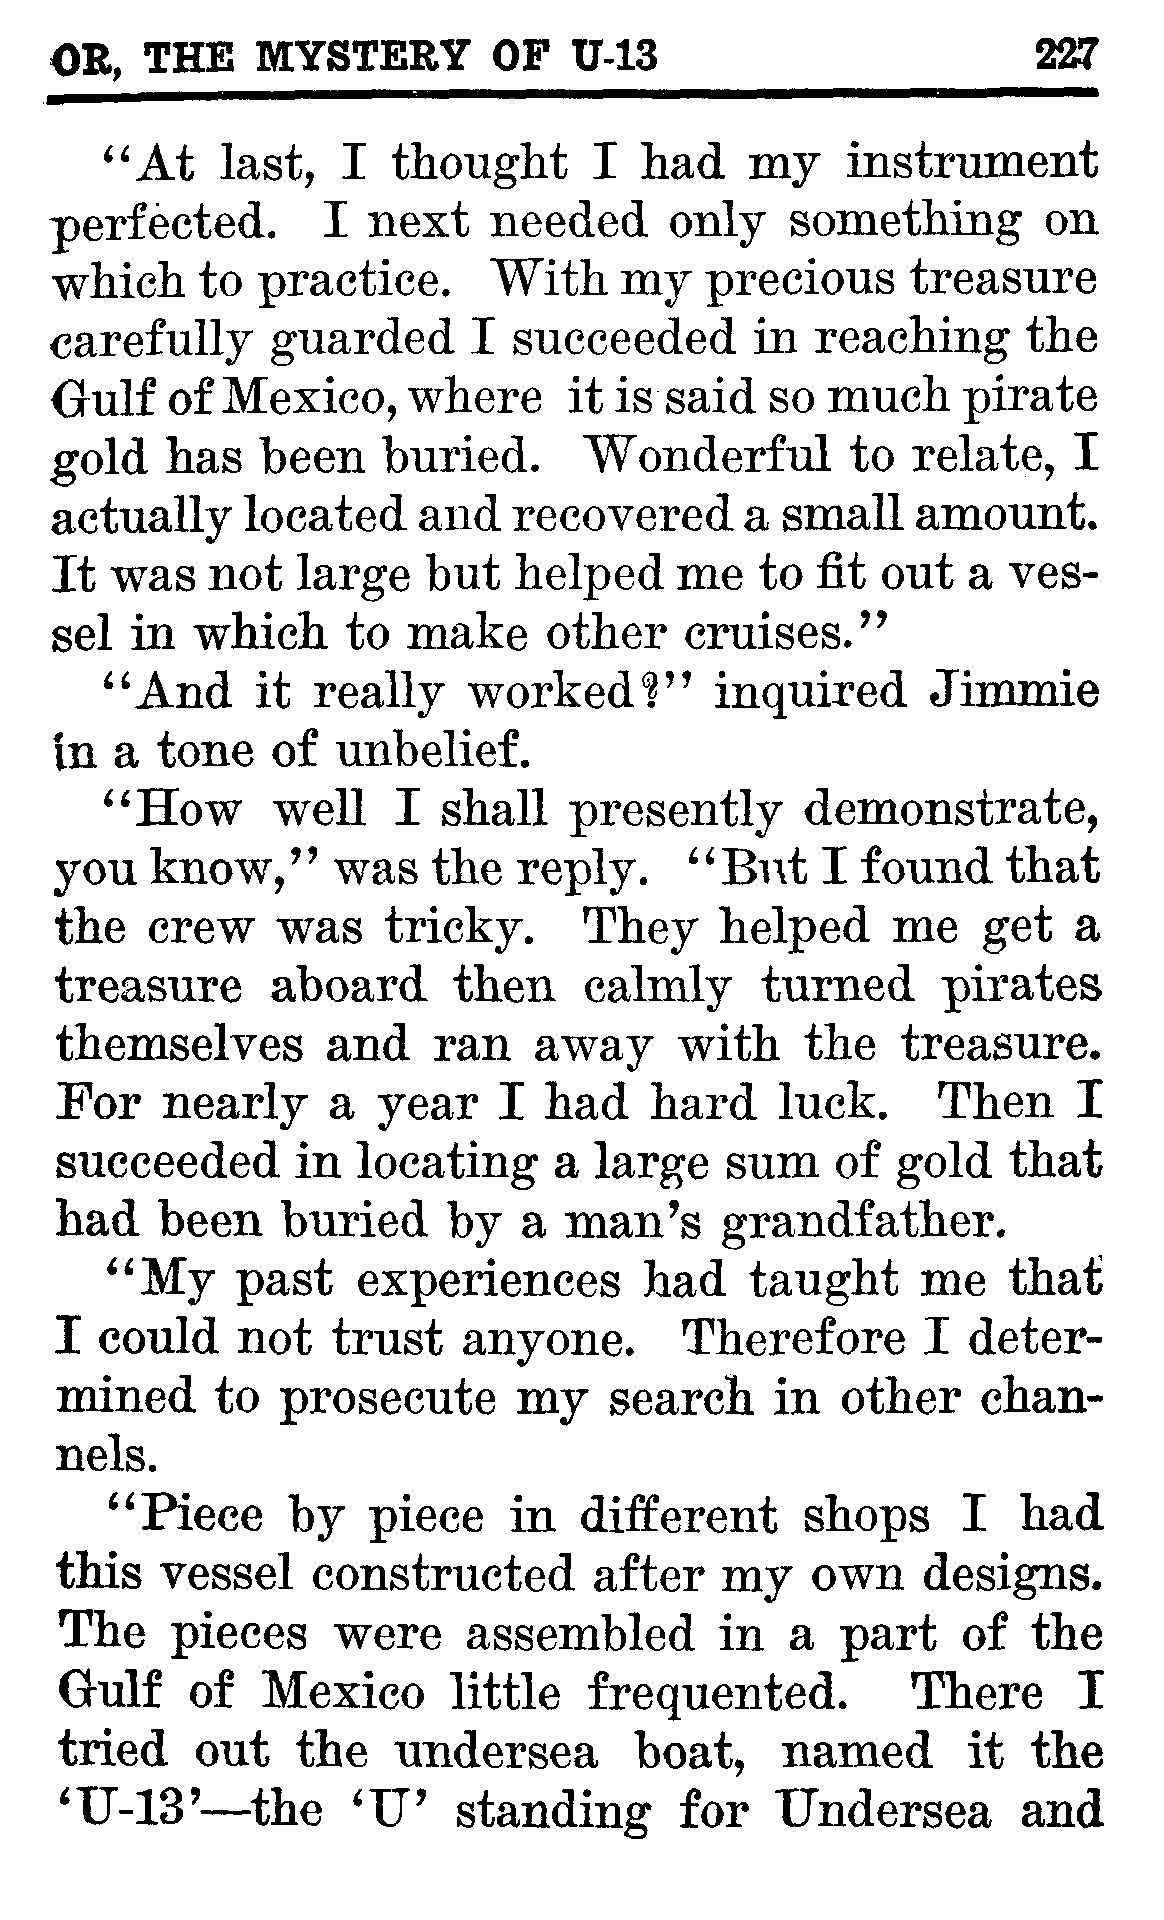 OR, THE MYSTERY OF U-13 227
"At last, I thought I had my instrument
perfected. I next needed only something on
which to practice. With my precious treasure
carefully guarded I succeeded in reaching the
Gulf of Mexico, where it is said so much pirate
gold has been buried. Wonderful to relate, I
actually located and recovered a small amount.
It was not large but helped me to fit out a ves-
sel in which to make other cruises."
"And it really worked?" inquired Jimmie
in a tone of unbelief.
"How well I shall presently demonstrate,
you know," was the reply. "But I found that
the crew was tricky. They helped me get a
treasure aboard then calmly turned pirates
themselves and ran away with the treasure.
For nearly a year I had hard luck. Then I
succeeded in locating a large sum of gold that
had been buried by a man's grandfather.
"My past experiences had taught me that
I could not trust anyone. Therefore I deter-
mined to prosecute my search in other chan-
nels.
"Piece by piece in different shops I had
this vessel constructed after my own designs.
The pieces were assembled in a part of the
Gulf of Mexico little frequented. There I
tried out the undersea boat, named it the
'U-13'—the 'U' standing for Undersea and